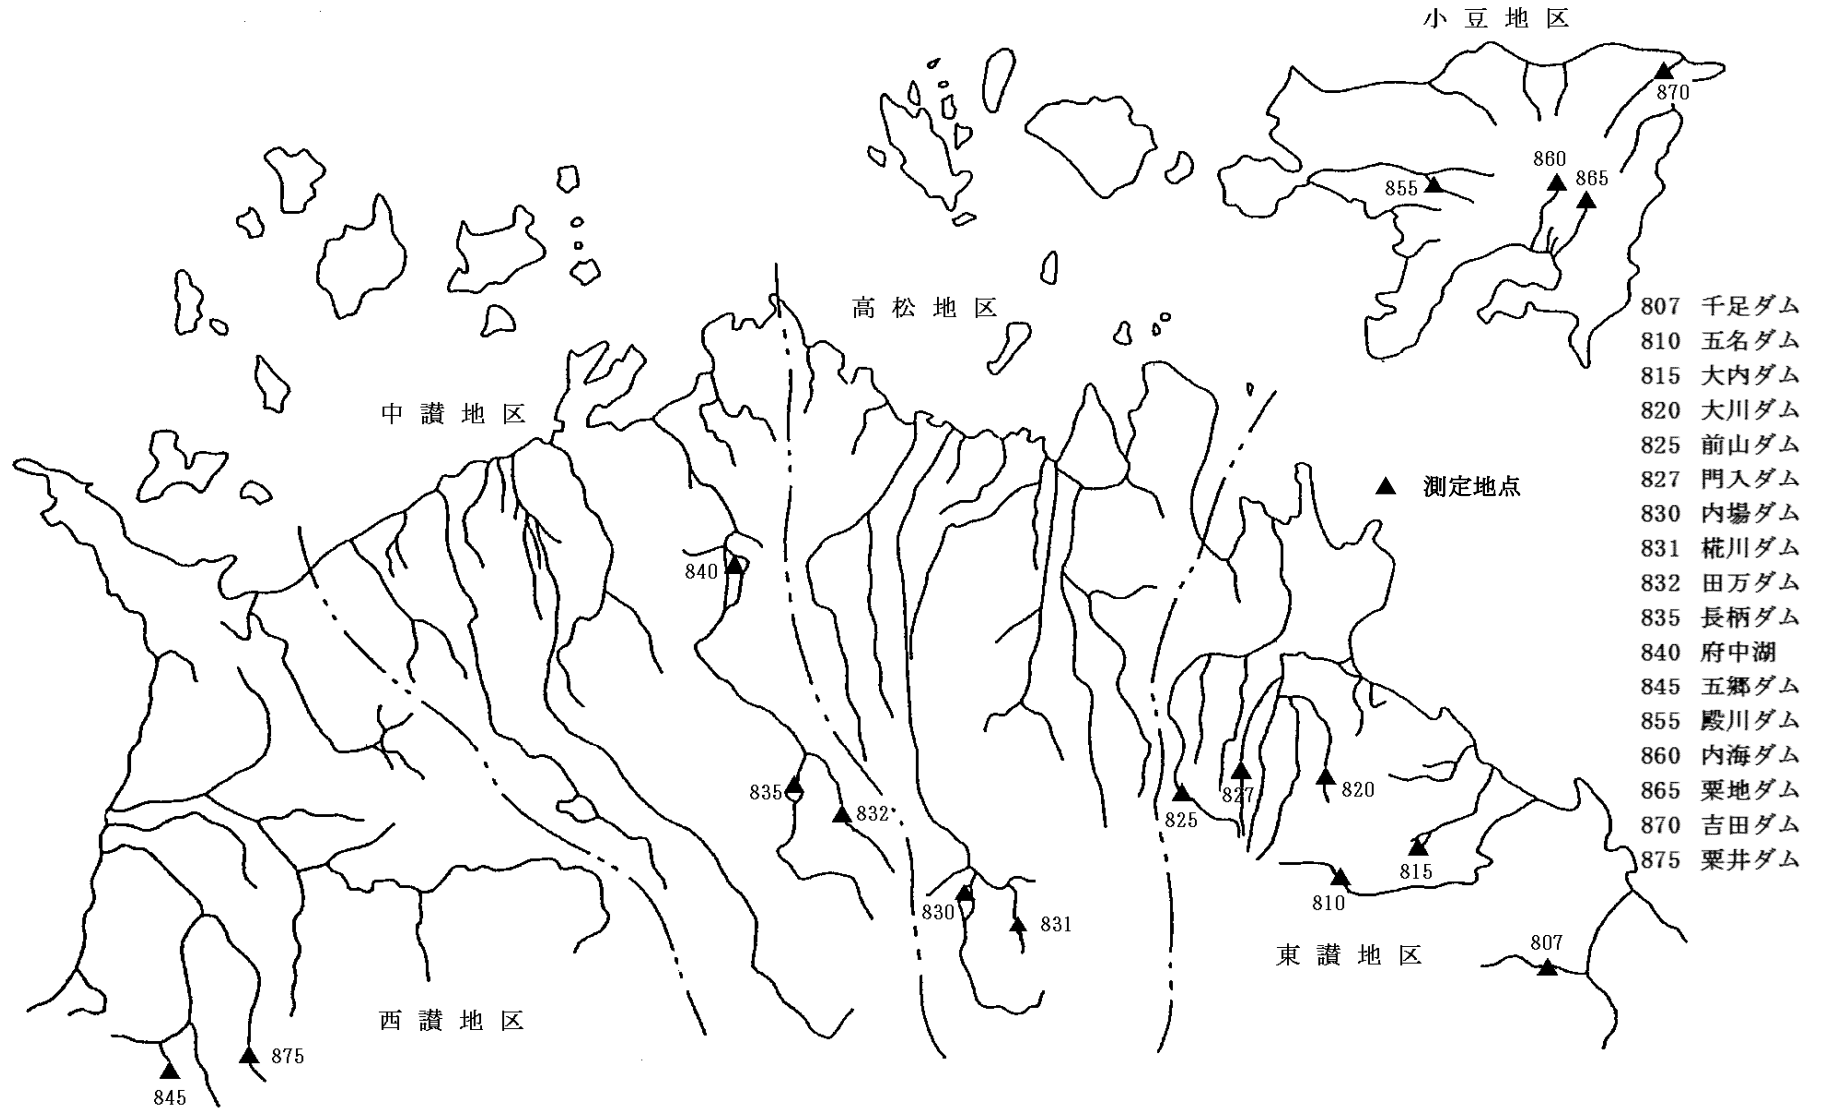 小豆地区
870
860
865
855
高松地区
807 千足ダム
810 五名ダム
815 大内ダム
820 大川ダム
825 前山ダム
827 門入ダム
830 内場ダム
831 椛川ダム
832 田万ダム
835 長柄ダム
840 府中湖
845 五郷ダム
855 殿川ダム
860 内海ダム
865 粟地ダム
870 吉田ダム
875 粟井ダム
中讃地区
▲ 測定地点
840
835
832
827
820
825
815
810
830
831
東讃地区
807
西讃地区
875
845